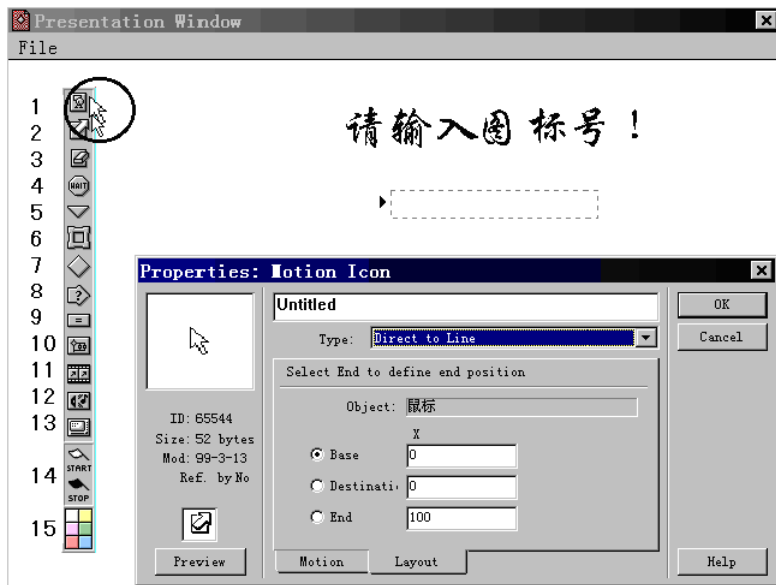 Presentation Window
File
请输入图标号！
1
2
3
4
WAIT
5
6
7
8
?
9
=
10
11
12
13
START
14
STOP
15
Properties: Motion Icon
Untitled
Type: Direct to Line
Select End to define end position
Object: 鼠标
X
Base 0
Destinati 0
End 100
ID: 65544
Size: 52 bytes
Mod: 99-3-13
Ref. by No
Preview
Motion Layout
OK
Cancel
Help